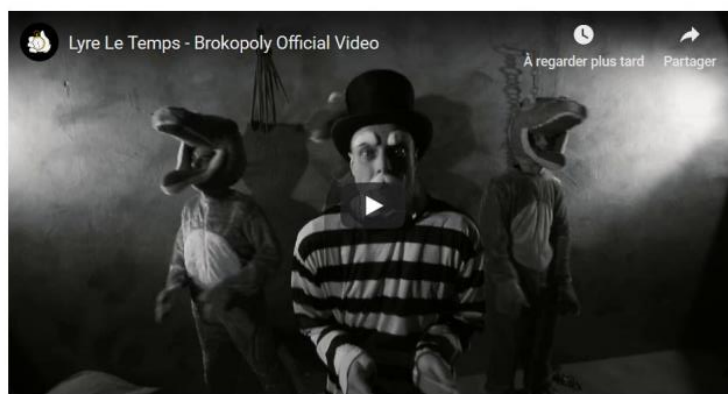 Lyre Le Temps - Brokopoly Official Video
À regarder plus tard
Partager